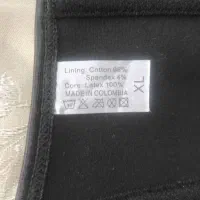 Lining: Cotton 96%
Spandex 4%
Core: Latex 100%
MADE IN COLOMBIA
XL